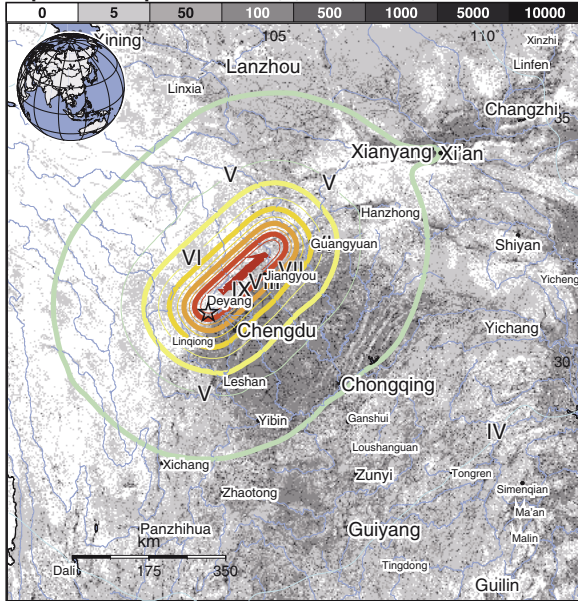 0 5 50 100 500 1000 5000 10000
Xining 105 110 Xinzhi
Lanzhou Linfen
Linxia
Changzhi
35
Xianyang Xi'an
V V
Hanzhong
Guangyuan Shiyan
VI
VII
Jiangyou Yicheng
IX VIII
Deyang
Chengdu Yichang
Linqiong
30
Leshan Chongqing
V
Yibin Ganshui IV
Loushanguan
Xichang
Zunyi Tongren
Zhaotong Simenqian
Ma'an
Panzhihua Guiyang Malin
km
Dali 175 350 Tingdong
Guilin